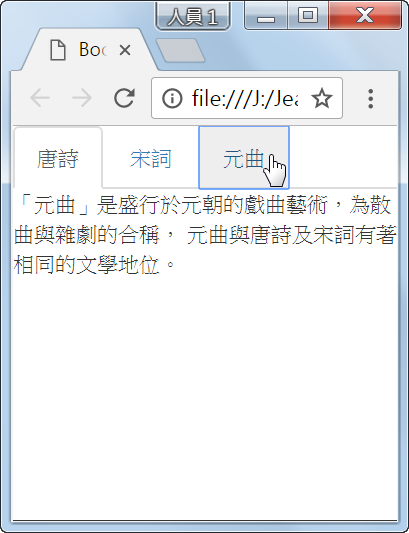 人員 1
Boo
file:///J:/Jea
唐詩
宋詞
元曲
「元曲」是盛行於元朝的戲曲藝術，為散
曲與雜劇的合稱， 元曲與唐詩及宋詞有著
相同的文學地位。